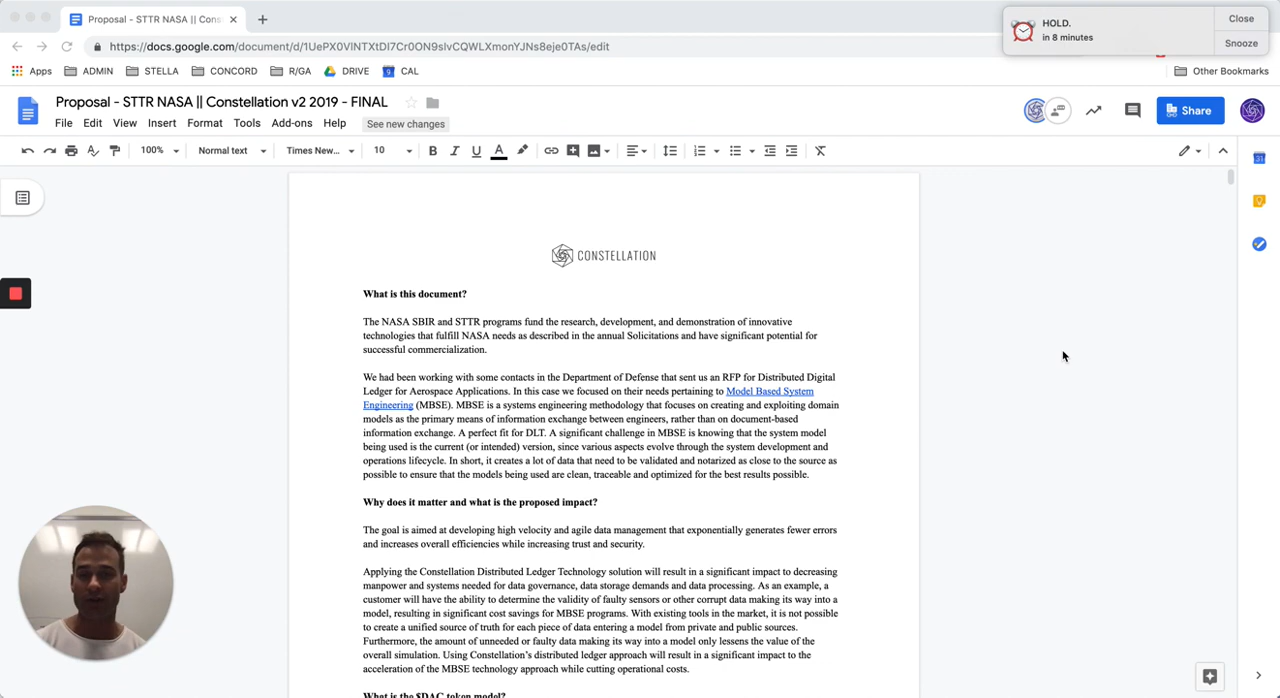 Proposal - STTR NASA || Cons
https://docs.google.com/document/d/1UePX0VlNTXtDI7Cr0ON9slvCQWLXmonYJNs8eje0TAs/edit
HOLD.
in 8 minutes
Close
Snooze
Apps ADMIN STELLA CONCORD R/GA DRIVE CAL Other Bookmarks
Proposal - STTR NASA || Constellation v2 2019 - FINAL
File Edit View Insert Format Tools Add-ons Help See new changes
Share
100% Normal text Times New... 10 B I U A
CONSTELLATION
What is this document?
The NASA SBIR and STTR programs fund the research, development, and demonstration of innovative
technologies that fulfill NASA needs as described in the annual Solicitations and have significant potential for
successful commercialization.
We had been working with some contacts in the Department of Defense that sent us an RFP for Distributed Digital
Ledger for Aerospace Applications. In this case we focused on their needs pertaining to Model Based System
Engineering (MBSE). MBSE is a systems engineering methodology that focuses on creating and exploiting domain
models as the primary means of information exchange between engineers, rather than on document-based
information exchange. A perfect fit for DLT. A significant challenge in MBSE is knowing that the system model
being used is the current (or intended) version, since various aspects evolve through the system development and
operations lifecycle. In short, it creates a lot of data that need to be validated and notarized as close to the source as
possible to ensure that the models being used are clean, traceable and optimized for the best results possible.
Why does it matter and what is the proposed impact?
The goal is aimed at developing high velocity and agile data management that exponentially generates fewer errors
and increases overall efficiencies while increasing trust and security.
Applying the Constellation Distributed Ledger Technology solution will result in a significant impact to decreasing
manpower and systems needed for data governance, data storage demands and data processing. As an example, a
customer will have the ability to determine the validity of faulty sensors or other corrupt data making its way into a
model, resulting in significant cost savings for MBSE programs. With existing tools in the market, it is not possible
to create a unified source of truth for each piece of data entering a model from private and public sources.
Furthermore, the amount of unneeded or faulty data making its way into a model only lessens the value of the
overall simulation. Using Constellation's distributed ledger approach will result in a significant impact to the
acceleration of the MBSE technology approach while cutting operational costs.
What is the $DAG token model?